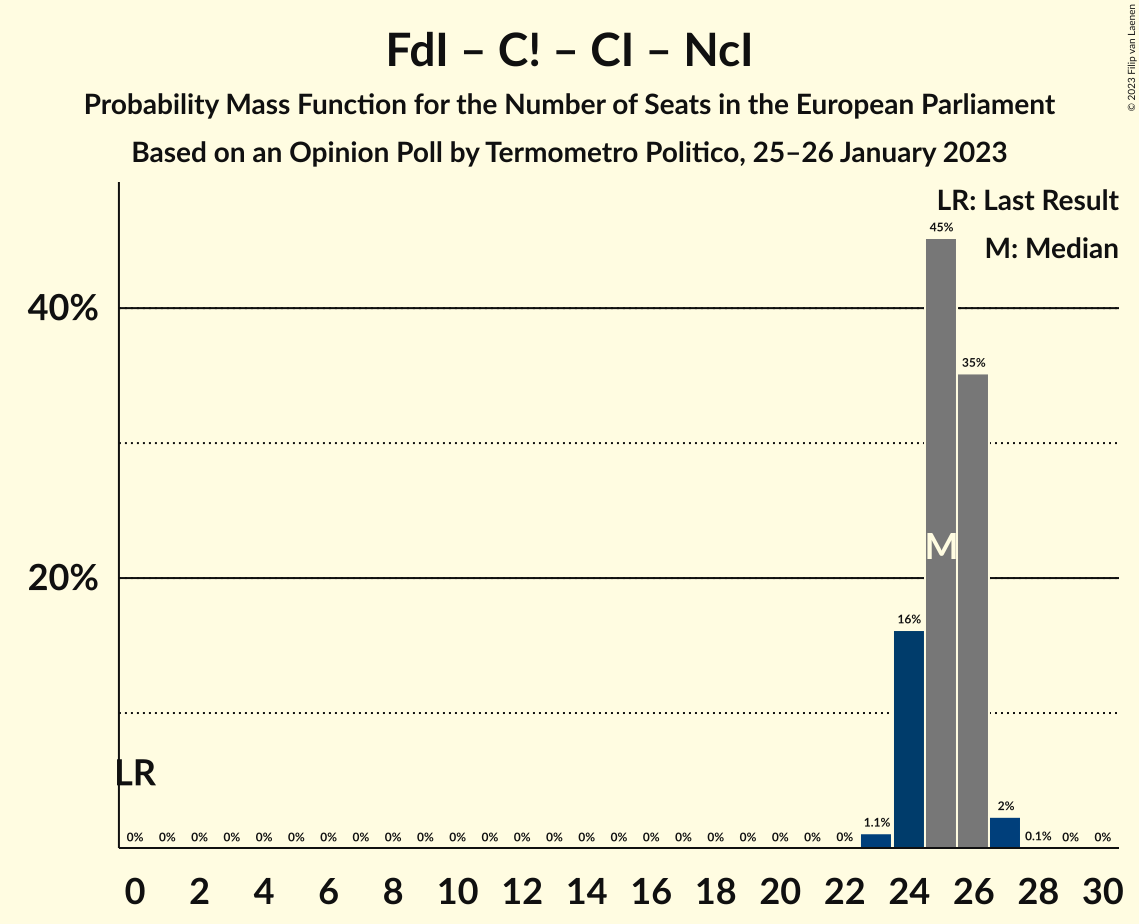 FdI – C! – CI – NcI
Probability Mass Function for the Number of Seats in the European Parliament
Based on an Opinion Poll by Termometro Politico, 25–26 January 2023
© 2023 Filip van Laenen
LR: Last Result
M: Median
45%
40%
35%
M
20%
16%
LR
2%
1.1%
0% 0% 0% 0% 0% 0% 0% 0% 0% 0% 0% 0% 0% 0% 0% 0% 0% 0% 0% 0% 0% 0% 0% 0.1% 0% 0%
0 2 4 6 8 10 12 14 16 18 20 22 24 26 28 30